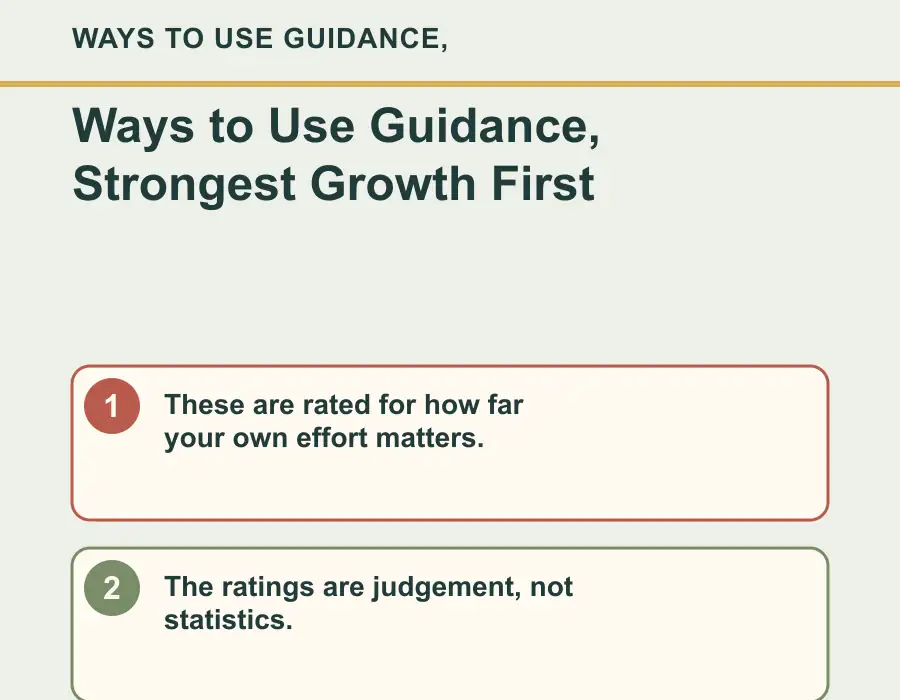 WAYS TO USE GUIDANCE,
Ways to Use Guidance,
Strongest Growth First
1
These are rated for how far
your own effort matters.
2
The ratings are judgement, not
statistics.